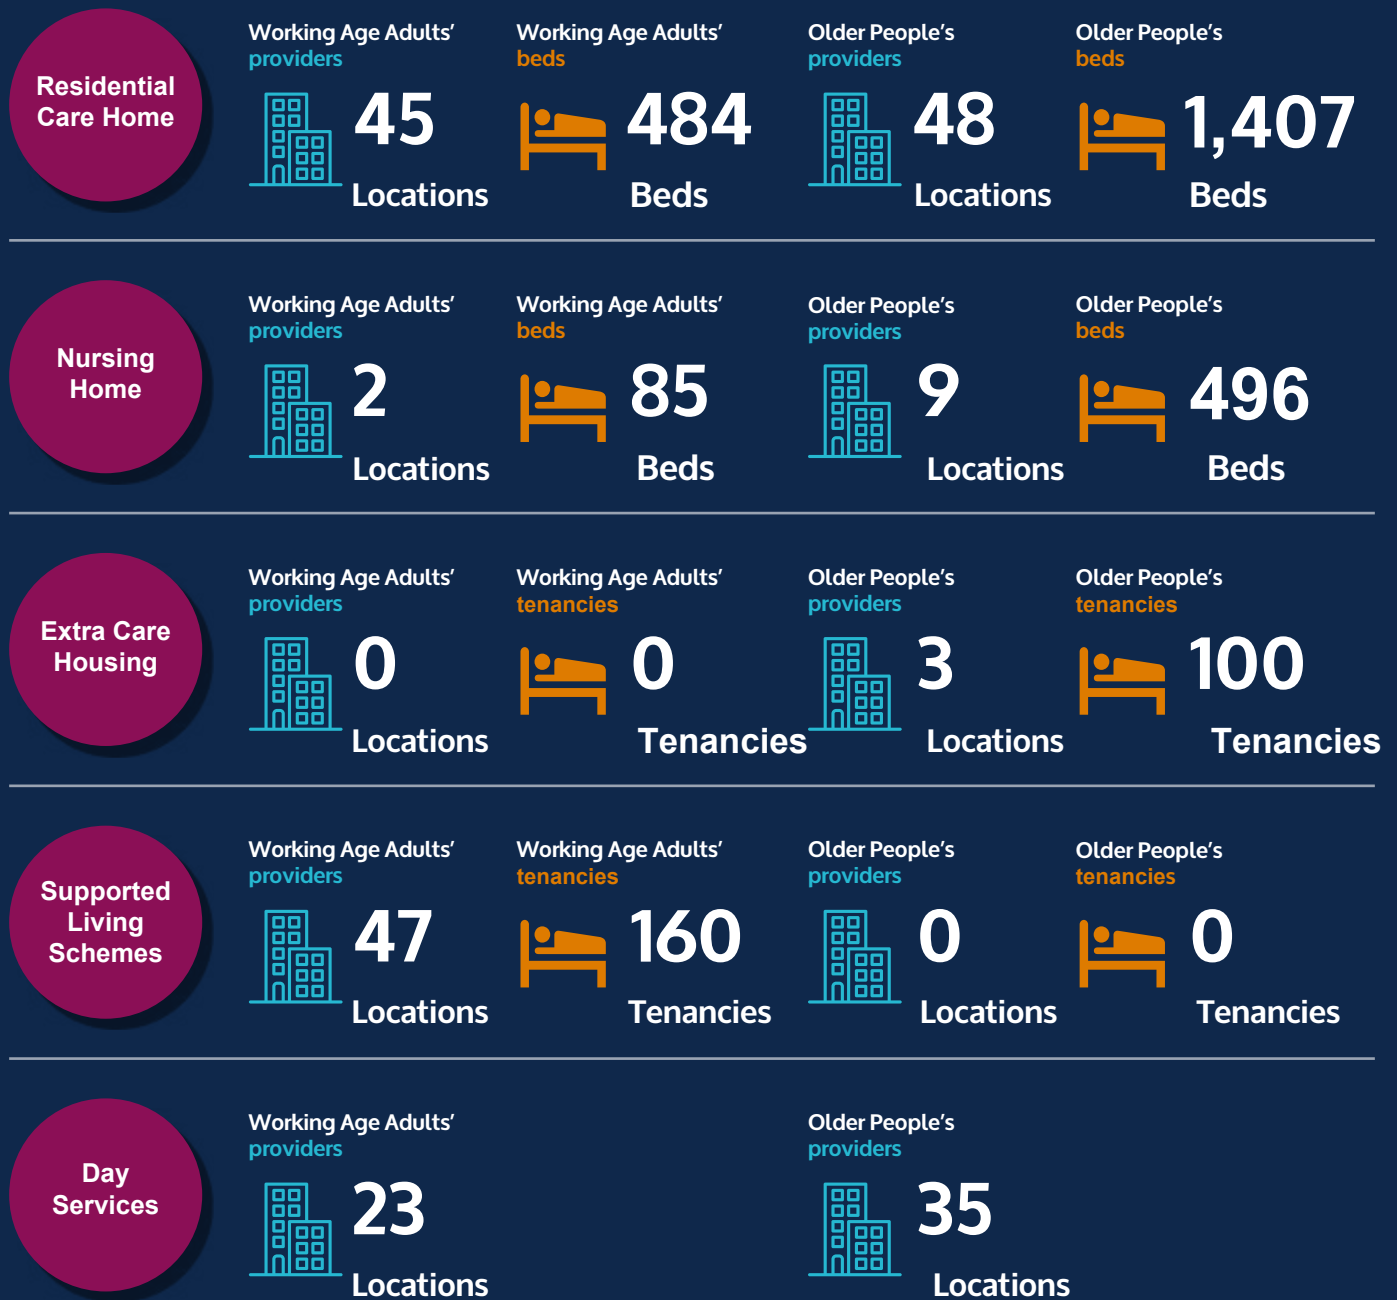 Residential
Care Home
Working Age Adults'
providers
45
Locations
Working Age Adults'
beds
484
Beds
Older People's
providers
48
Locations
Older People's
beds
1,407
Beds
Nursing
Home
Working Age Adults'
providers
2
Locations
Working Age Adults'
beds
85
Beds
Older People's
providers
9
Locations
Older People's
beds
496
Beds
Extra Care
Housing
Working Age Adults'
providers
0
Locations
Working Age Adults'
tenancies
0
Tenancies
Older People's
providers
3
Locations
Older People's
tenancies
100
Tenancies
Supported
Living
Schemes
Working Age Adults'
providers
47
Locations
Working Age Adults'
tenancies
160
Tenancies
Older People's
providers
0
Locations
Older People's
tenancies
0
Tenancies
Day
Services
Working Age Adults'
providers
23
Locations
Older People's
providers
35
Locations